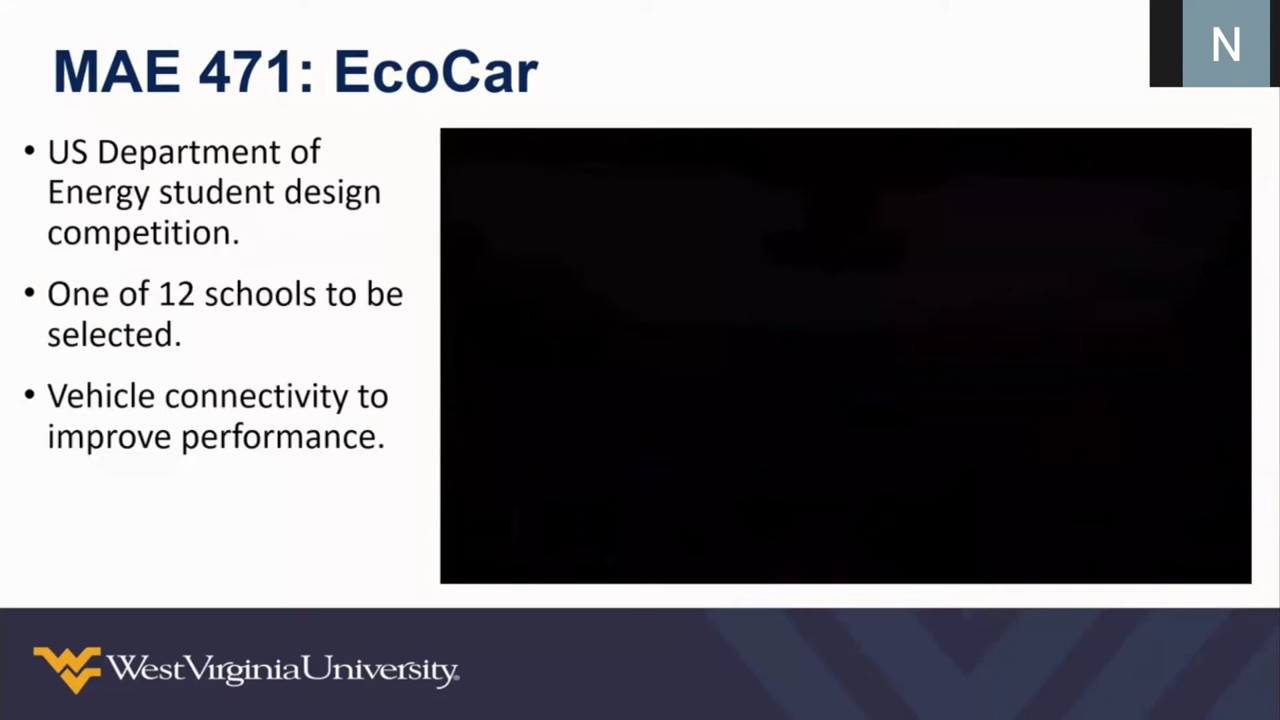 MAE 471: EcoCar
N
• US Department of
Energy student design
competition.
• One of 12 schools to be
selected.
• Vehicle connectivity to
improve performance.
WestVirginiaUniversity.